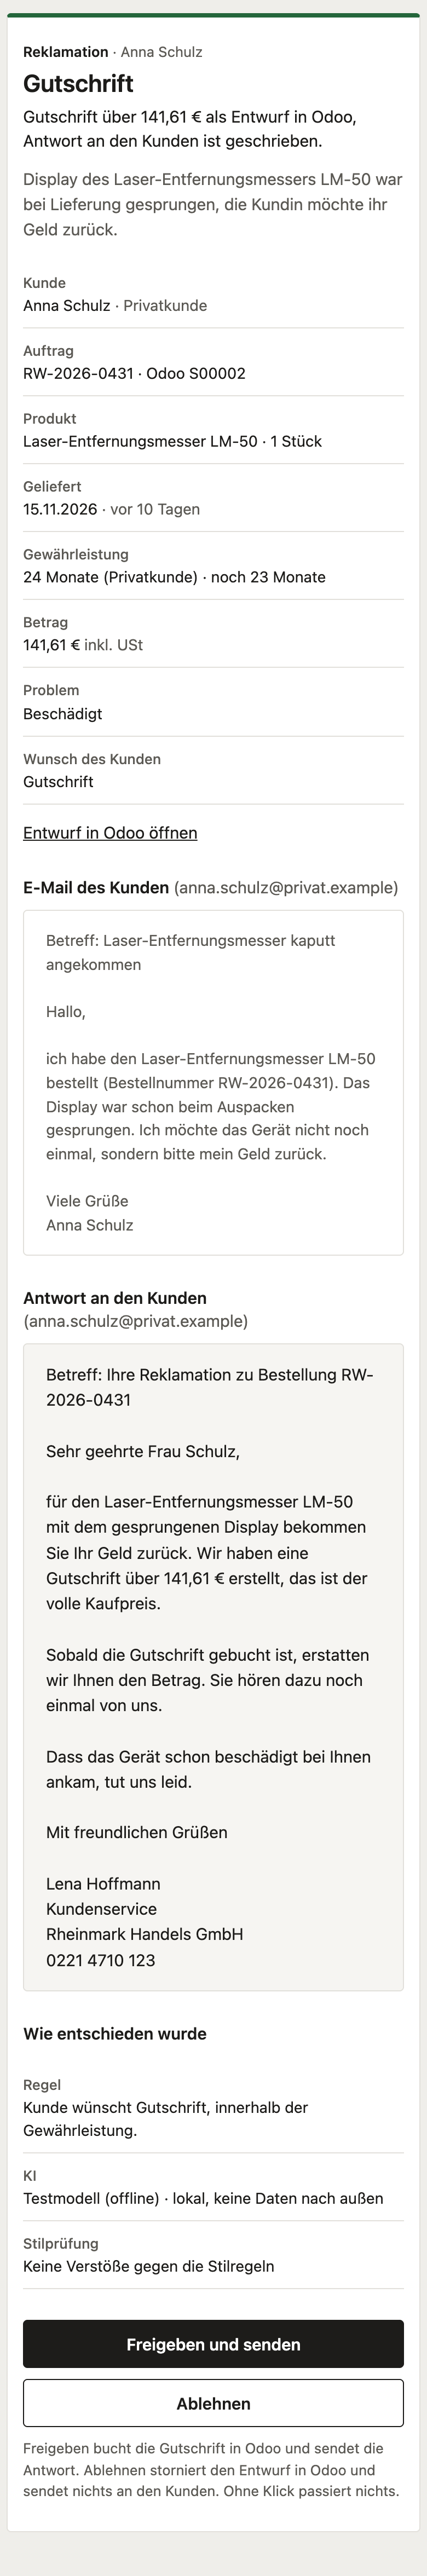 Reklamation · Anna Schulz
Gutschrift
Gutschrift über 141,61 € als Entwurf in Odoo,
Antwort an den Kunden ist geschrieben.
Display des Laser-Entfernungsmessers LM-50 war
bei Lieferung gesprungen, die Kundin möchte ihr
Geld zurück.
Kunde
Anna Schulz · Privatkunde
Auftrag
RW-2026-0431 · Odoo S00002
Produkt
Laser-Entfernungsmesser LM-50 · 1 Stück
Geliefert
15.11.2026 · vor 10 Tagen
Gewährleistung
24 Monate (Privatkunde) · noch 23 Monate
Betrag
141,61 € inkl. USt
Problem
Beschädigt
Wunsch des Kunden
Gutschrift
Entwurf in Odoo öffnen
E-Mail des Kunden (anna.schulz@privat.example)
Betreff: Laser-Entfernungsmesser kaputt
angekommen
Hallo,
ich habe den Laser-Entfernungsmesser LM-50
bestellt (Bestellnummer RW-2026-0431). Das
Display war schon beim Auspacken
gesprungen. Ich möchte das Gerät nicht noch
einmal, sondern bitte mein Geld zurück.
Viele Grüße
Anna Schulz
Antwort an den Kunden
(anna.schulz@privat.example)
Betreff: Ihre Reklamation zu Bestellung RW-
2026-0431
Sehr geehrte Frau Schulz,
für den Laser-Entfernungsmesser LM-50
mit dem gesprungenen Display bekommen
Sie Ihr Geld zurück. Wir haben eine
Gutschrift über 141,61 € erstellt, das ist der
volle Kaufpreis.
Sobald die Gutschrift gebucht ist, erstatten
wir Ihnen den Betrag. Sie hören dazu noch
einmal von uns.
Dass das Gerät schon beschädigt bei Ihnen
ankam, tut uns leid.
Mit freundlichen Grüßen
Lena Hoffmann
Kundenservice
Rheinmark Handels GmbH
0221 4710 123
Wie entschieden wurde
Regel
Kunde wünscht Gutschrift, innerhalb der
Gewährleistung.
KI
Testmodell (offline) · lokal, keine Daten nach außen
Stilprüfung
Keine Verstöße gegen die Stilregeln
Freigeben und senden
Ablehnen
Freigeben bucht die Gutschrift in Odoo und sendet die
Antwort. Ablehnen storniert den Entwurf in Odoo und
sendet nichts an den Kunden. Ohne Klick passiert nichts.